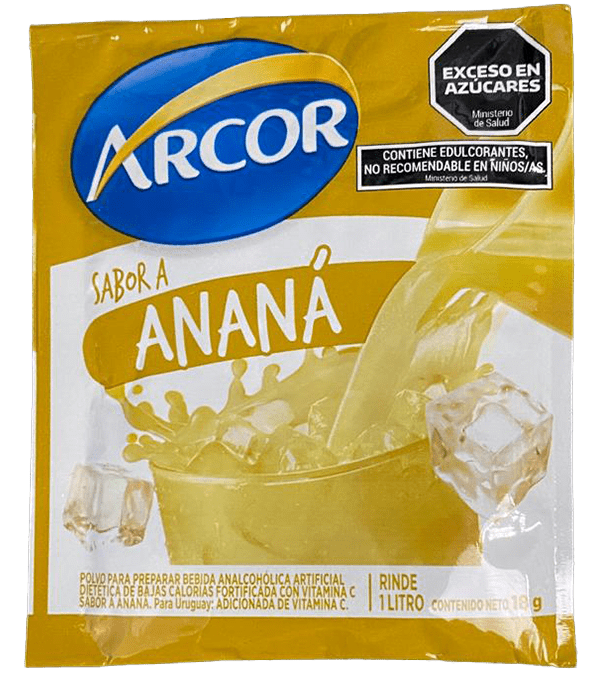 ARCOR
EXCESO EN
AZÚCARES
Ministerio
de Salud
CONTIENE EDULCORANTES,
NO RECOMENDABLE EN NIÑOS/AS.
Ministerio de Salud
SABOR A
ANANÁ
POLVO PARA PREPARAR BEBIDA ANALCOHÓLICA ARTIFICIAL
DIETÉTICA DE BAJAS CALORÍAS FORTIFICADA CON VITAMINA C
SABOR A ANANÁ. Para Uruguay: ADICIONADA DE VITAMINA C.
RINDE
1 LITRO
CONTENIDO NETO 18 g